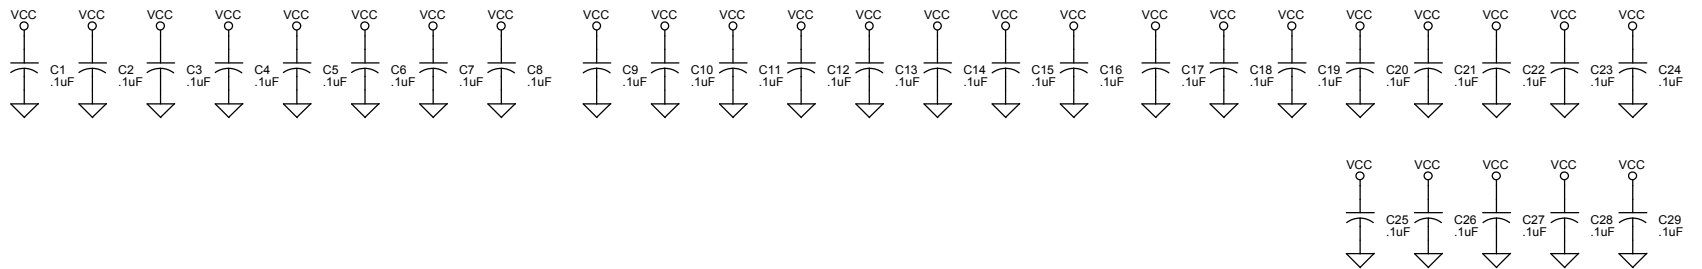 VCC VCC VCC VCC VCC VCC VCC VCC VCC VCC VCC VCC VCC VCC VCC VCC VCC VCC VCC VCC VCC VCC VCC VCC
C1 C2 C3 C4 C5 C6 C7 C8 C9 C10 C11 C12 C13 C14 C15 C16 C17 C18 C19 C20 C21 C22 C23 C24
.1uF .1uF .1uF .1uF .1uF .1uF .1uF .1uF .1uF .1uF .1uF .1uF .1uF .1uF .1uF .1uF .1uF .1uF .1uF .1uF .1uF .1uF .1uF .1uF
VCC VCC VCC VCC VCC
C25 C26 C27 C28 C29
.1uF .1uF .1uF .1uF .1uF